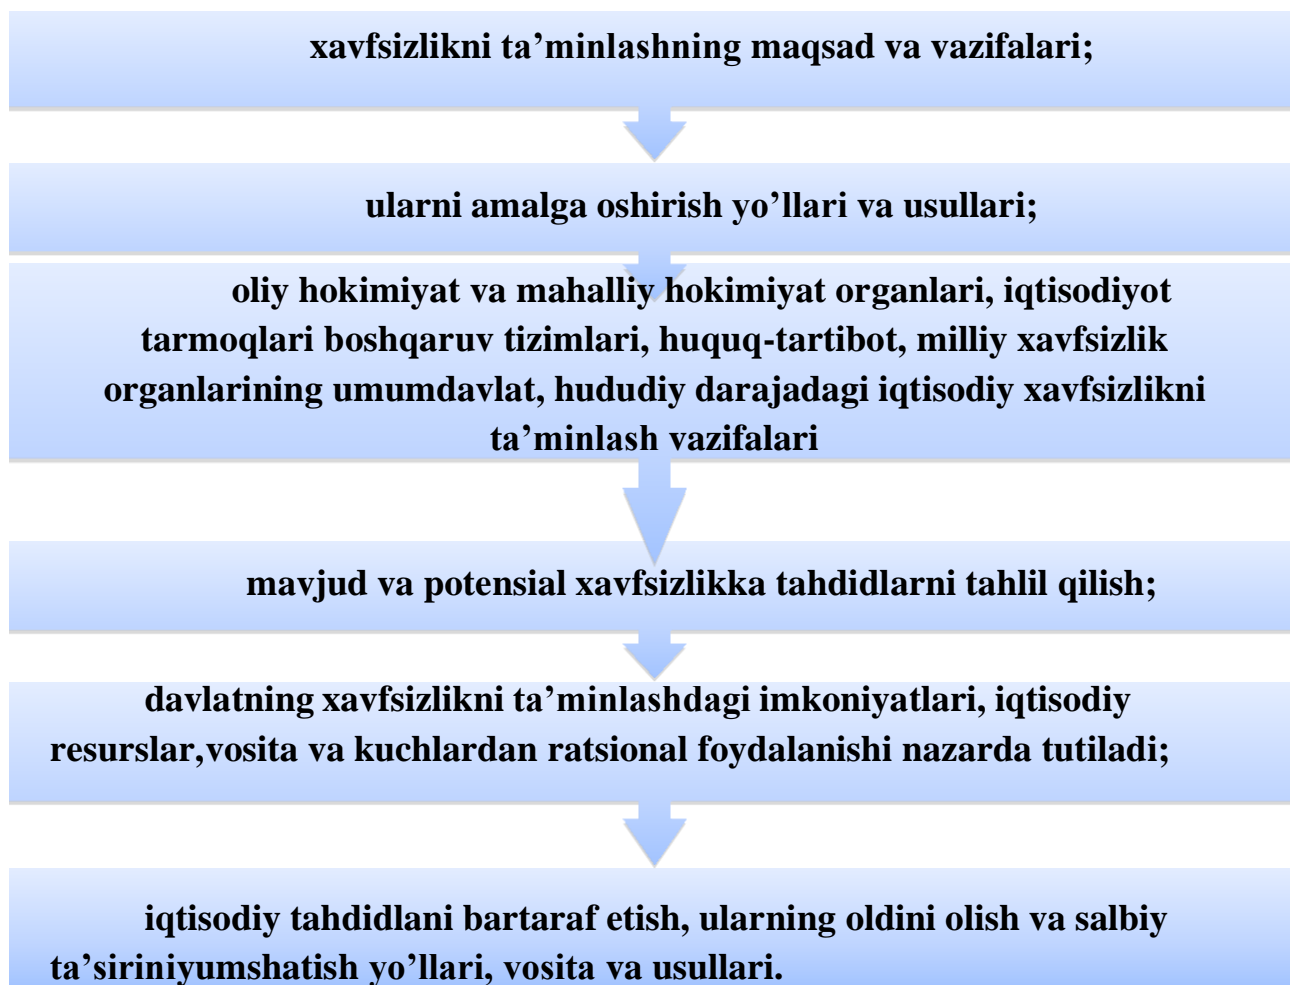 xavfsizlikni ta’minlashning maqsad va vazifalari;
ularni amalga oshirish yo’llari va usullari;
oliy hokimiyat va mahalliy hokimiyat organlari, iqtisodiyot
tarmoqlari boshqaruv tizimlari, huquq-tartibot, milliy xavfsizlik
organlarining umumdavlat, hududiy darajadagi iqtisodiy xavfsizlikni
ta’minlash vazifalari
mavjud va potensial xavfsizlikka tahdidlarni tahlil qilish;
davlatning xavfsizlikni ta’minlashdagi imkoniyatlari, iqtisodiy
resurslar,vosita va kuchlardan ratsional foydalanishi nazarda tutiladi;
iqtisodiy tahdidlani bartaraf etish, ularning oldini olish va salbiy
ta’siriniyumshatish yo’llari, vosita va usullari.